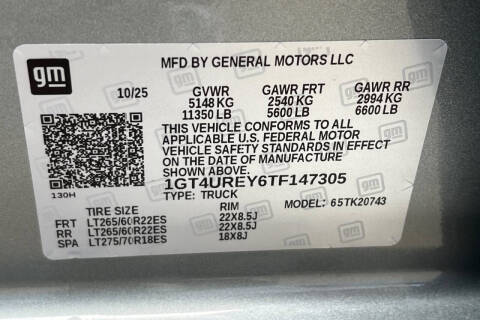 gm
MFD BY GENERAL MOTORS LLC
10/25 GVWR GAWR FRT GAWR RR
5148 KG 2540 KG 2994 KG
11350 LB 5600 LB 6600 LB
THIS VEHICLE CONFORMS TO ALL
APPLICABLE U.S. FEDERAL MOTOR
VEHICLE SAFETY STANDARDS IN EFFECT
ON THE DATE OF MANUFACTURE
SHOWN ABOVE.
1GT4UREY6TF147305
130H TYPE: TRUCK
TIRE SIZE RIM MODEL: 65TK20743
FRT LT265/60R22ES 22X8.5J
RR LT265/60R22ES 22X8.5J
SPA LT275/70R18ES 18X8J